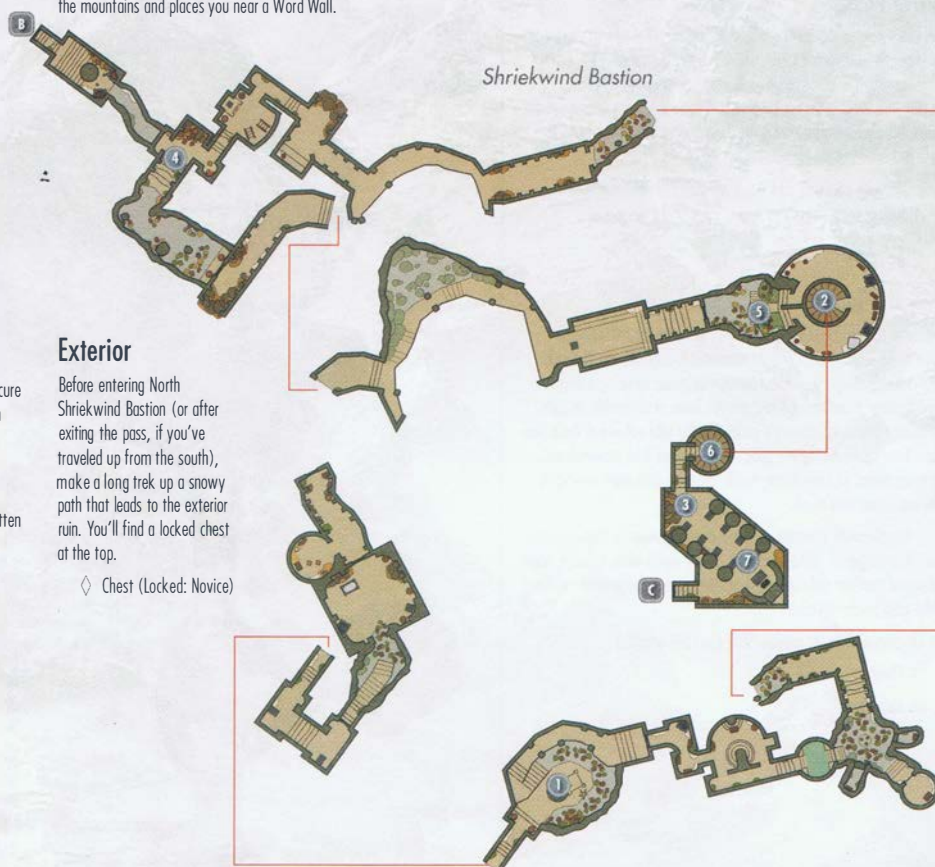 the mountains and places you near a Word Wall.
B
Shriekwind Bastion
4
2
5
Exterior
Before entering North
Shriekwind Bastion (or after
exiting the pass, if you've
traveled up from the south),
make a long trek up a snowy
path that leads to the exterior
ruin. You'll find a locked chest
at the top.
◊ Chest (Locked: Novice)
6
3
7
C
1